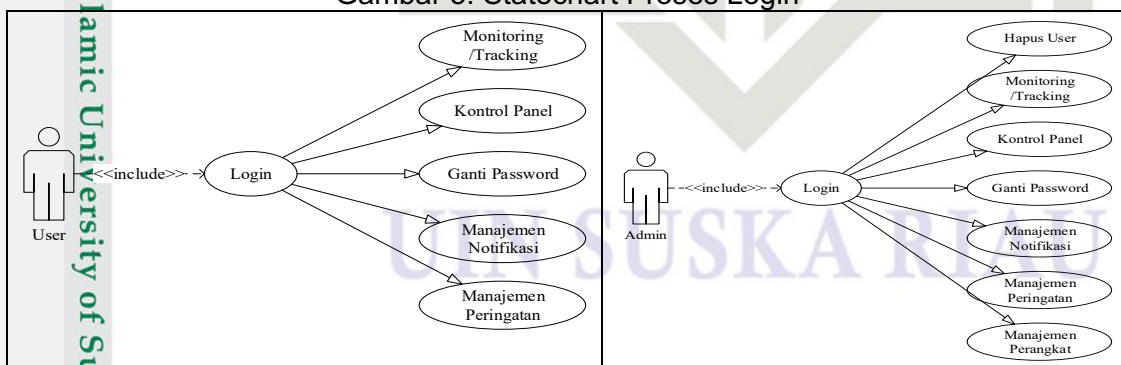 Gambar 3. Statechart Proses Login
Monitoring
/Tracking
Kontrol Panel
<<include>>
Login
Ganti Password
User
Manajemen
Notifikasi
Manajemen
Peringatan
Hapus User
Monitoring
/Tracking
Kontrol Panel
<<include>>
Login
Ganti Password
Admin
Manajemen
Notifikasi
Manajemen
Peringatan
Manajemen
Perangkat
lamic University of Su
UIN SUSKA RIAU